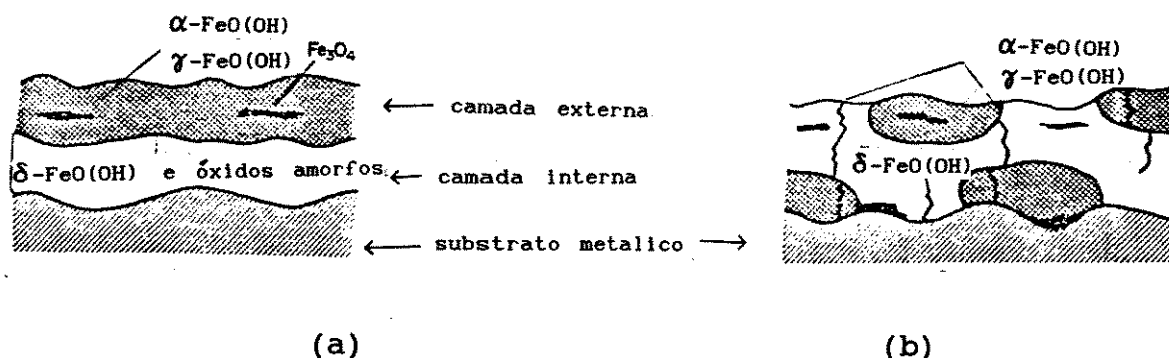 α-FeO(OH)
γ-FeO(OH)
Fe₃O₄
camada externa
δ-FeO(OH) e óxidos amorfos
camada interna
substrato metalico
(a)
α-FeO(OH)
γ-FeO(OH)
δ-FeO(OH)
(b)